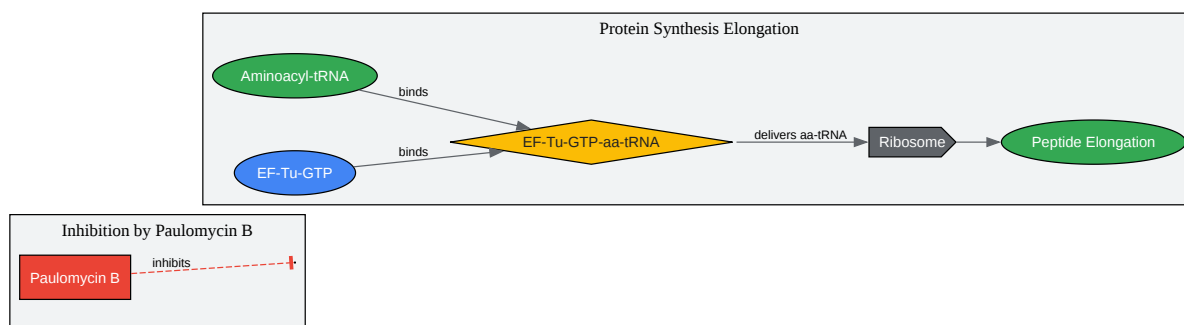 Protein Synthesis Elongation
Aminoacyl-tRNA
binds
EF-Tu-GTP
binds
EF-Tu-GTP-aa-tRNA
delivers aa-tRNA
Ribosome
Peptide Elongation
Inhibition by Paulomycin B
Paulomycin B
inhibits